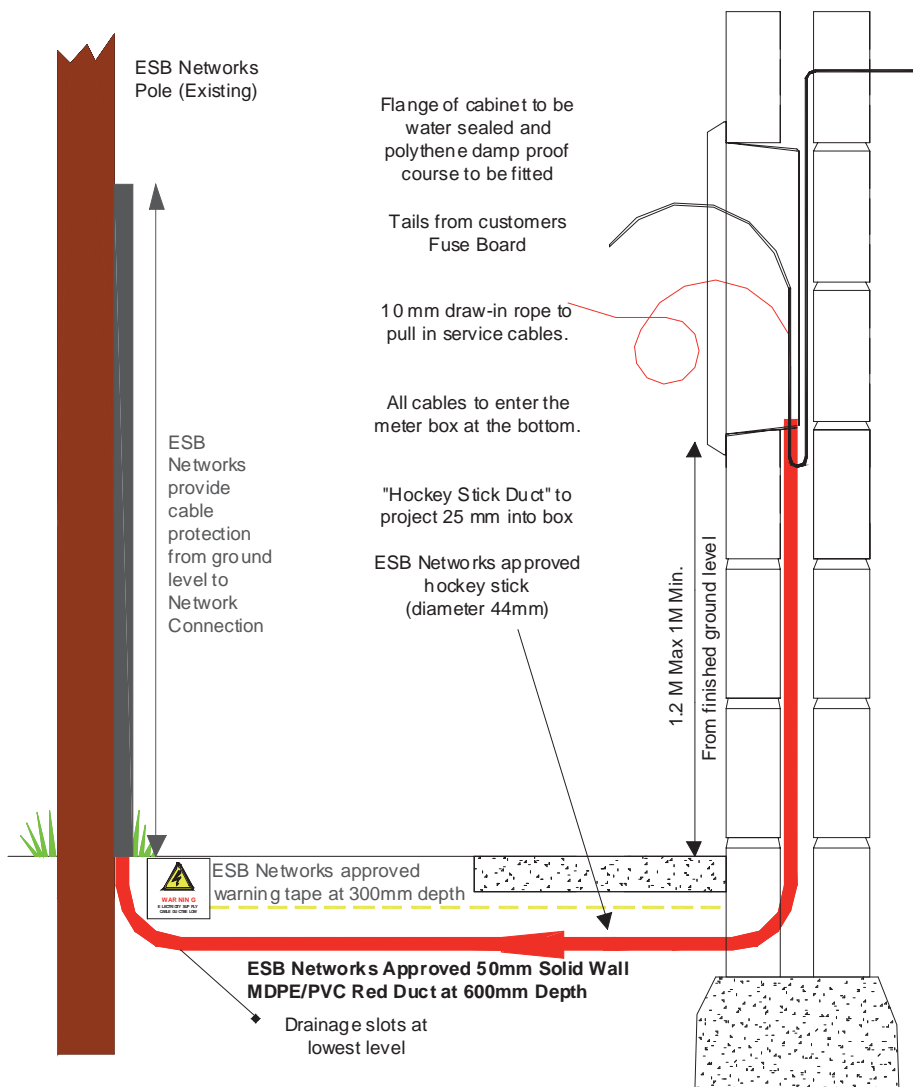 ESB Networks
Pole (Existing)
Flange of cabinet to be
water sealed and
polythene damp proof
course to be fitted
Tails from customers
Fuse Board
10 mm draw-in rope to
pull in service cables.
All cables to enter the
meter box at the bottom.
"Hockey Stick Duct" to
project 25 mm into box
ESB Networks approved
hockey stick
(diameter 44mm)
ESB
Networks
provide
cable
protection
from ground
level to
Network
Connection
1.2 M Max 1M Min.
From finished ground level
ESB Networks approved
warning tape at 300mm depth
WARNING
ESB Networks Approved 50mm Solid Wall
MDPE/PVC Red Duct at 600mm Depth
Drainage slots at
lowest level